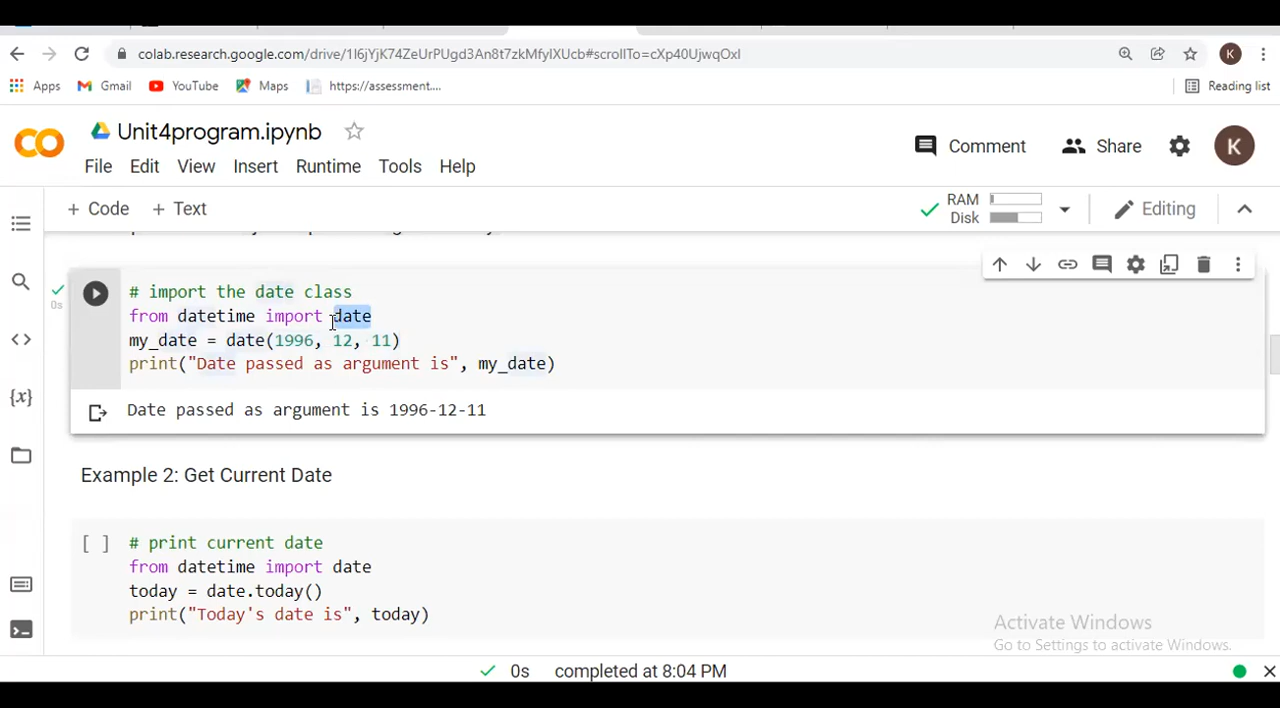 colab.research.google.com/drive/1I6jYjK74ZeUrPUgd3An8t7zkMfyIXUcb#scrollTo=cXp40UjwqOxI
K
Apps Gmail YouTube Maps https://assessment.... Reading list
Unit4program.ipynb
Comment Share K
File Edit View Insert Runtime Tools Help
+ Code + Text RAM Disk Editing
# import the date class
0s
from datetime import date
my_date = date(1996, 12, 11)
print("Date passed as argument is", my_date)
Date passed as argument is 1996-12-11
Example 2: Get Current Date
[ ] # print current date
from datetime import date
today = date.today()
print("Today's date is", today)
Activate Windows
Go to Settings to activate Windows.
0s completed at 8:04 PM